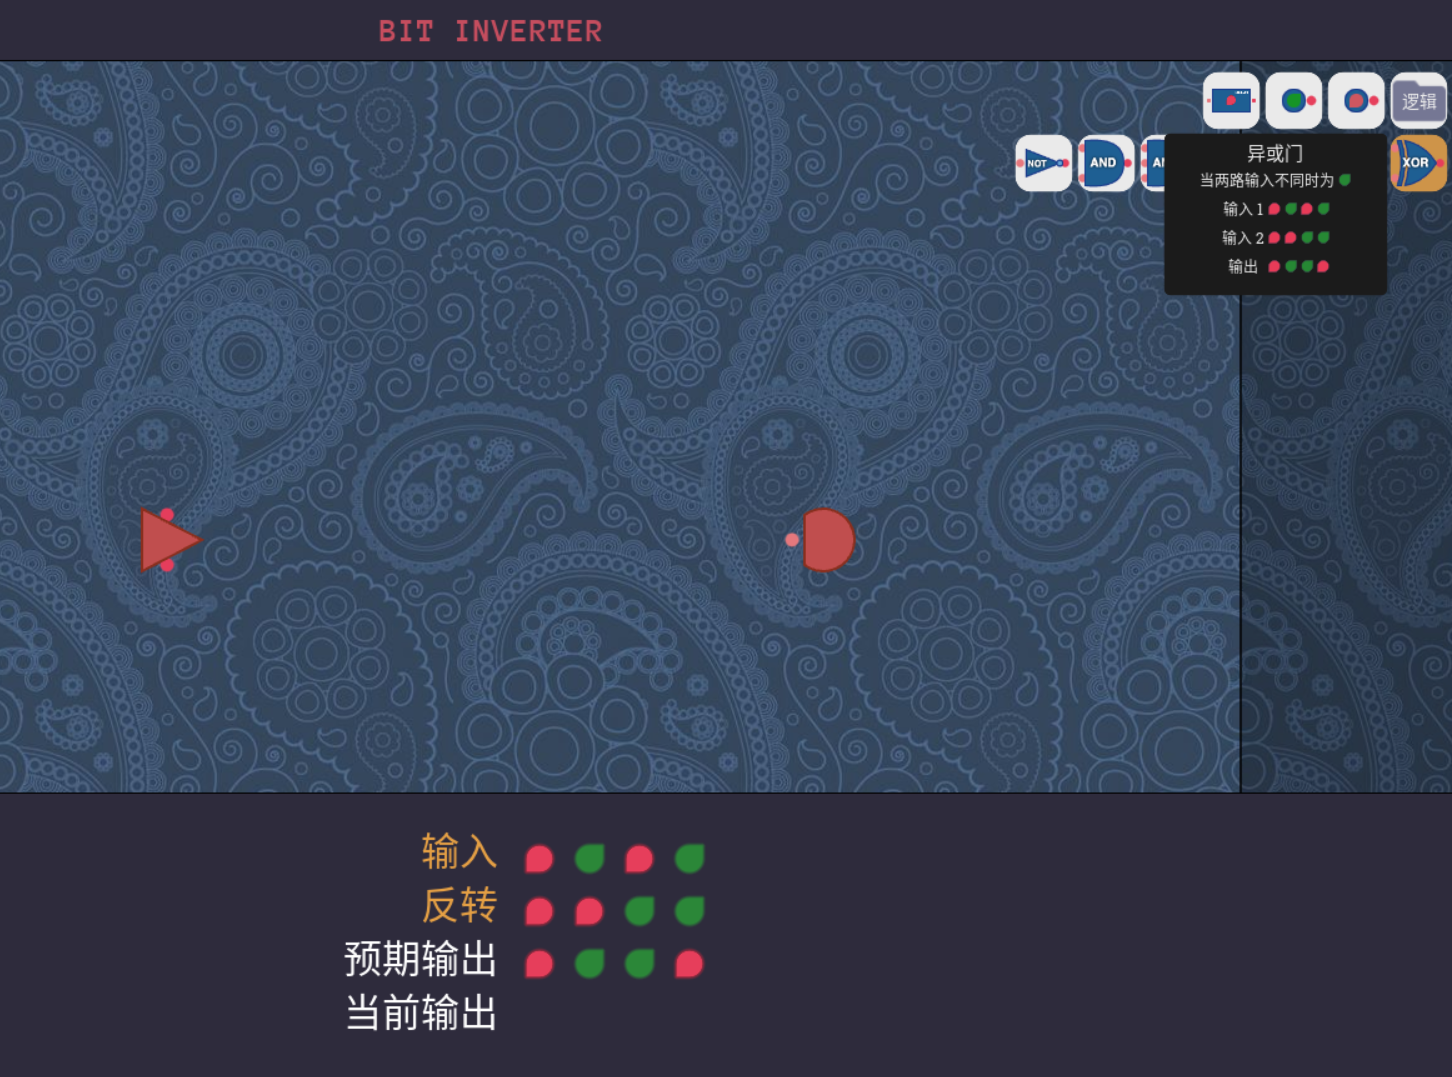 BIT INVERTER
逻辑
NOT
AND
XOR
异或门
当两路输入不同时为
输入 1
输入 2
输出
输入
反转
预期输出
当前输出